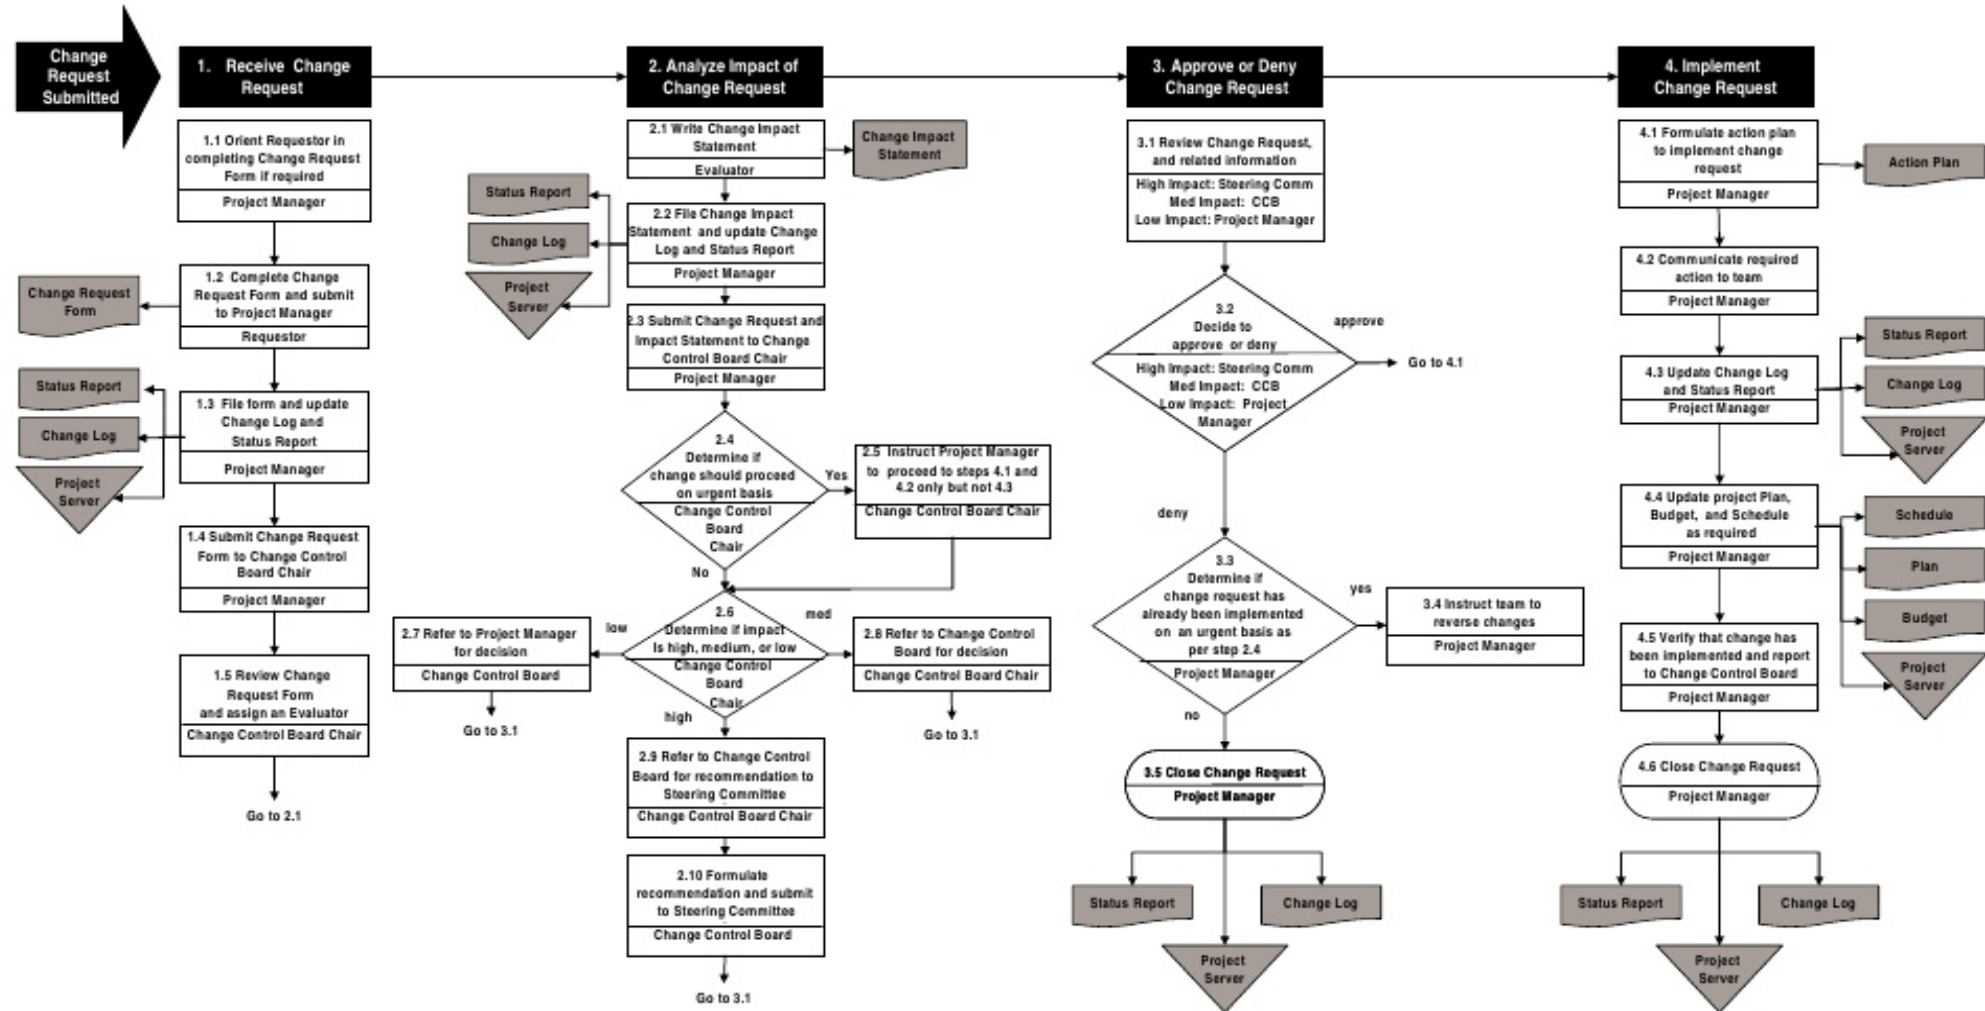 Change
Request
Submitted
1. Receive Change
Request
1.1 Orient Requestor in
completing Change Request
Form if required
Project Manager
1.2 Complete Change
Request Form and submit
to Project Manager
Requestor
Change Request
Form
1.3 File form and update
Change Log and
Status Report
Project Manager
Status Report
Change Log
Project
Server
1.4 Submit Change Request
Form to Change Control
Board Chair
Project Manager
1.5 Review Change
Request Form
and assign an Evaluator
Change Control Board Chair
Go to 2.1
2. Analyze Impact of
Change Request
2.1 Write Change Impact
Statement
Evaluator
Change Impact
Statement
2.2 File Change Impact
Statement and update Change
Log and Status Report
Project Manager
Status Report
Change Log
Project
Server
2.3 Submit Change Request and
Impact Statement to Change
Control Board Chair
Project Manager
2.4
Determine if
change should proceed
on urgent basis
Change Control
Board
Chair
Yes
2.5 Instruct Project Manager
to proceed to steps 4.1 and
4.2 only but not 4.3
Change Control Board Chair
No
2.6
Determine if impact
Is high, medium, or low
Change Control
Board
Chair
low
2.7 Refer to Project Manager
for decision
Change Control Board
Go to 3.1
med
2.8 Refer to Change Control
Board for decision
Change Control Board Chair
Go to 3.1
high
2.9 Refer to Change Control
Board for recommendation to
Steering Committee
Change Control Board Chair
2.10 Formulate
recommendation and submit
to Steering Committee
Change Control Board
Go to 3.1
3. Approve or Deny
Change Request
3.1 Review Change Request,
and related information
High Impact: Steering Comm
Med Impact: CCB
Low Impact: Project Manager
3.2
Decide to
approve or deny
High Impact: Steering Comm
Med Impact: CCB
Low Impact: Project
Manager
approve
Go to 4.1
deny
3.3
Determine if
change request has
already been implemented
on an urgent basis as
per step 2.4
Project Manager
yes
3.4 Instruct team to
reverse changes
Project Manager
no
3.5 Close Change Request
Project Manager
Status Report
Change Log
Project
Server
4. Implement
Change Request
4.1 Formulate action plan
to implement change
request
Project Manager
Action Plan
4.2 Communicate required
action to team
Project Manager
4.3 Update Change Log
and Status Report
Project Manager
Status Report
Change Log
Project
Server
4.4 Update project Plan,
Budget, and Schedule
as required
Project Manager
Schedule
Plan
Budget
Project
Server
4.5 Verify that change has
been implemented and report
to Change Control Board
Project Manager
4.6 Close Change Request
Project Manager
Status Report
Change Log
Project
Server